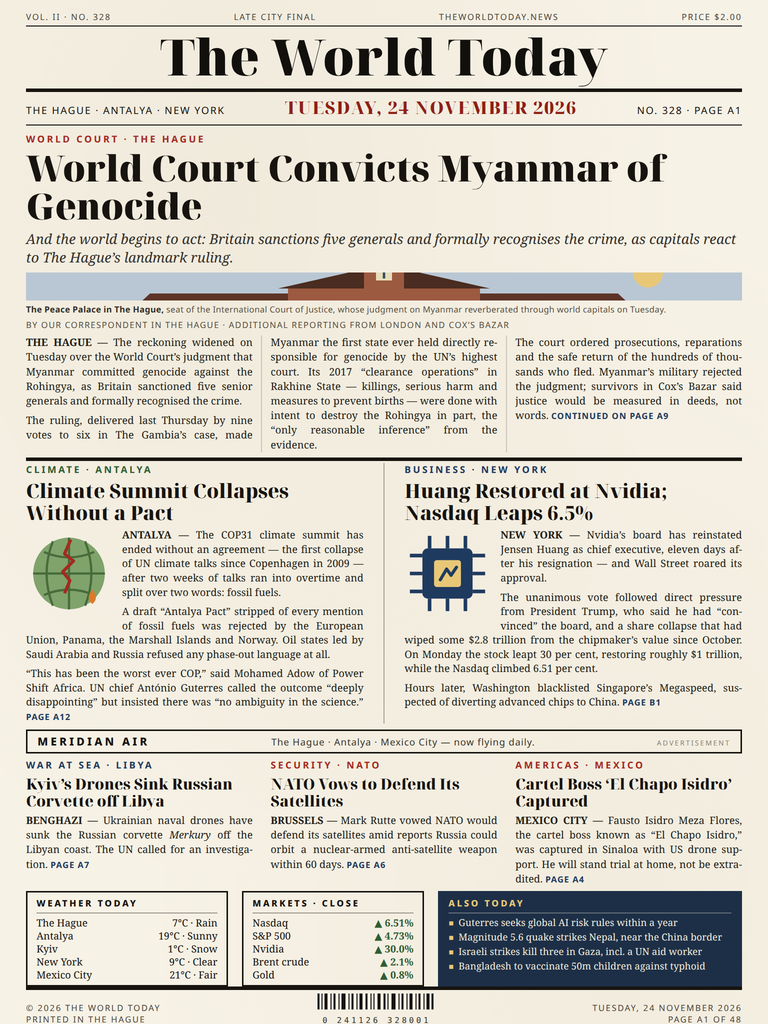 VOL. II · NO. 328
LATE CITY FINAL
THEWORLDTODAY.NEWS
PRICE $2.00
The World Today
THE HAGUE · ANTALYA · NEW YORK
TUESDAY, 24 NOVEMBER 2026
NO. 328 · PAGE A1
WORLD COURT · THE HAGUE
World Court Convicts Myanmar of
Genocide
And the world begins to act: Britain sanctions five generals and formally recognises the crime, as capitals react
to The Hague’s landmark ruling.
The Peace Palace in The Hague, seat of the International Court of Justice, whose judgment on Myanmar reverberated through world capitals on Tuesday.
BY OUR CORRESPONDENT IN THE HAGUE · ADDITIONAL REPORTING FROM LONDON AND COX’S BAZAR
THE HAGUE — The reckoning widened on
Tuesday over the World Court’s judgment that
Myanmar committed genocide against the
Rohingya, as Britain sanctioned five senior
generals and formally recognised the crime.
The ruling, delivered last Thursday by nine
votes to six in The Gambia’s case, made
Myanmar the first state ever held directly re-
sponsible for genocide by the UN’s highest
court. Its 2017 “clearance operations” in
Rakhine State — killings, serious harm and
measures to prevent births — were done with
intent to destroy the Rohingya in part, the
“only reasonable inference” from the
evidence.
The court ordered prosecutions, reparations
and the safe return of the hundreds of thou-
sands who fled. Myanmar’s military rejected
the judgment; survivors in Cox’s Bazar said
justice would be measured in deeds, not
words. CONTINUED ON PAGE A9
CLIMATE · ANTALYA
Climate Summit Collapses
Without a Pact
ANTALYA — The COP31 climate summit has
ended without an agreement — the first collapse
of UN climate talks since Copenhagen in 2009 —
after two weeks of talks ran into overtime and
split over two words: fossil fuels.
A draft “Antalya Pact” stripped of every mention
of fossil fuels was rejected by the European
Union, Panama, the Marshall Islands and Norway. Oil states led by
Saudi Arabia and Russia refused any phase-out language at all.
“This has been the worst ever COP,” said Mohamed Adow of Power
Shift Africa. UN chief António Guterres called the outcome “deeply
disappointing” but insisted there was “no ambiguity in the science.”
PAGE A12
BUSINESS · NEW YORK
Huang Restored at Nvidia;
Nasdaq Leaps 6.5%
NEW YORK — Nvidia’s board has reinstated
Jensen Huang as chief executive, eleven days af-
ter his resignation — and Wall Street roared its
approval.
The unanimous vote followed direct pressure
from President Trump, who said he had “con-
vinced” the board, and a share collapse that had
wiped some $2.8 trillion from the chipmaker’s value since October.
On Monday the stock leapt 30 per cent, restoring roughly $1 trillion,
while the Nasdaq climbed 6.51 per cent.
Hours later, Washington blacklisted Singapore’s Megaspeed, sus-
pected of diverting advanced chips to China. PAGE B1
MERIDIAN AIR
The Hague · Antalya · Mexico City — now flying daily.
ADVERTISEMENT
WAR AT SEA · LIBYA
Kyiv’s Drones Sink Russian
Corvette off Libya
BENGHAZI — Ukrainian naval drones have
sunk the Russian corvette Merkury off the
Libyan coast. The UN called for an investiga-
tion. PAGE A7
SECURITY · NATO
NATO Vows to Defend Its
Satellites
BRUSSELS — Mark Rutte vowed NATO would
defend its satellites amid reports Russia could
orbit a nuclear-armed anti-satellite weapon
within 60 days. PAGE A6
AMERICAS · MEXICO
Cartel Boss ‘El Chapo Isidro’
Captured
MEXICO CITY — Fausto Isidro Meza Flores,
the cartel boss known as “El Chapo Isidro,”
was captured in Sinaloa with US drone sup-
port. He will stand trial at home, not be extra-
dited. PAGE A4
WEATHER TODAY
The Hague 7°C · Rain
Antalya 19°C · Sunny
Kyiv 1°C · Snow
New York 9°C · Clear
Mexico City 21°C · Fair
MARKETS · CLOSE
Nasdaq ▲ 6.51%
S&P 500 ▲ 4.73%
Nvidia ▲ 30.0%
Brent crude ▲ 2.1%
Gold ▲ 0.8%
ALSO TODAY
▪ Guterres seeks global AI risk rules within a year
▪ Magnitude 5.6 quake strikes Nepal, near the China border
▪ Israeli strikes kill three in Gaza, incl. a UN aid worker
▪ Bangladesh to vaccinate 50m children against typhoid
© 2026 THE WORLD TODAY
PRINTED IN THE HAGUE
0 241126 328001
TUESDAY, 24 NOVEMBER 2026
PAGE A1 OF 48